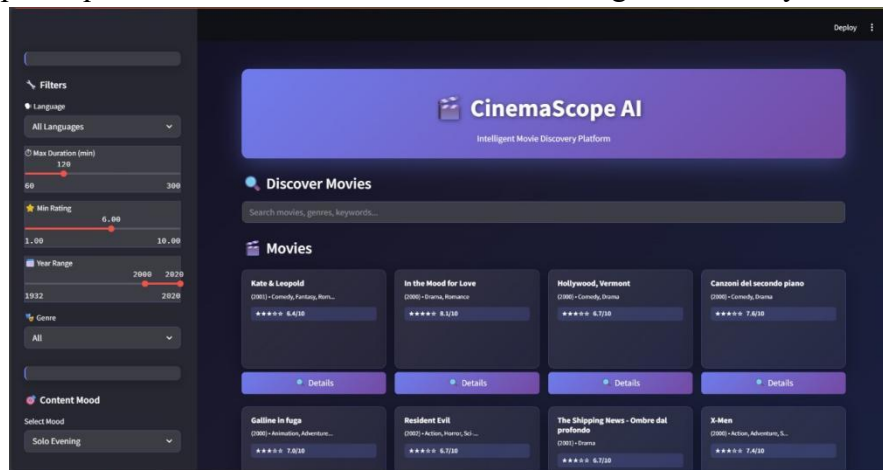 Deploy
Filters
Language
All Languages
Max Duration (min)
120
60 300
Min Rating
6.00
1.00 10.00
Year Range
2000 2020
1932 2020
Genre
All
Content Mood
Select Mood
Solo Evening
CinemaScope AI
Intelligent Movie Discovery Platform
Discover Movies
Search movies, genres, keywords...
Movies
Kate & Leopold
(2001) • Comedy, Fantasy, Rom...
★★★☆☆ 6.4/10
Details
In the Mood for Love
(2000) • Drama, Romance
★★★★☆ 8.1/10
Details
Hollywood, Vermont
(2000) • Comedy, Drama
★★★☆☆ 6.7/10
Details
Canzoni del secondo piano
(2000) • Comedy, Drama
★★★☆☆ 7.6/10
Details
Galline in fuga
(2000) • Animation, Adventure...
★★★☆☆ 7.0/10
Resident Evil
(2002) • Action, Horror, Sci-...
★★★☆☆ 6.7/10
The Shipping News - Ombre dal
profondo
(2001) • Drama
★★★☆☆ 6.7/10
X-Men
(2000) • Action, Adventure, S...
★★★☆☆ 7.4/10